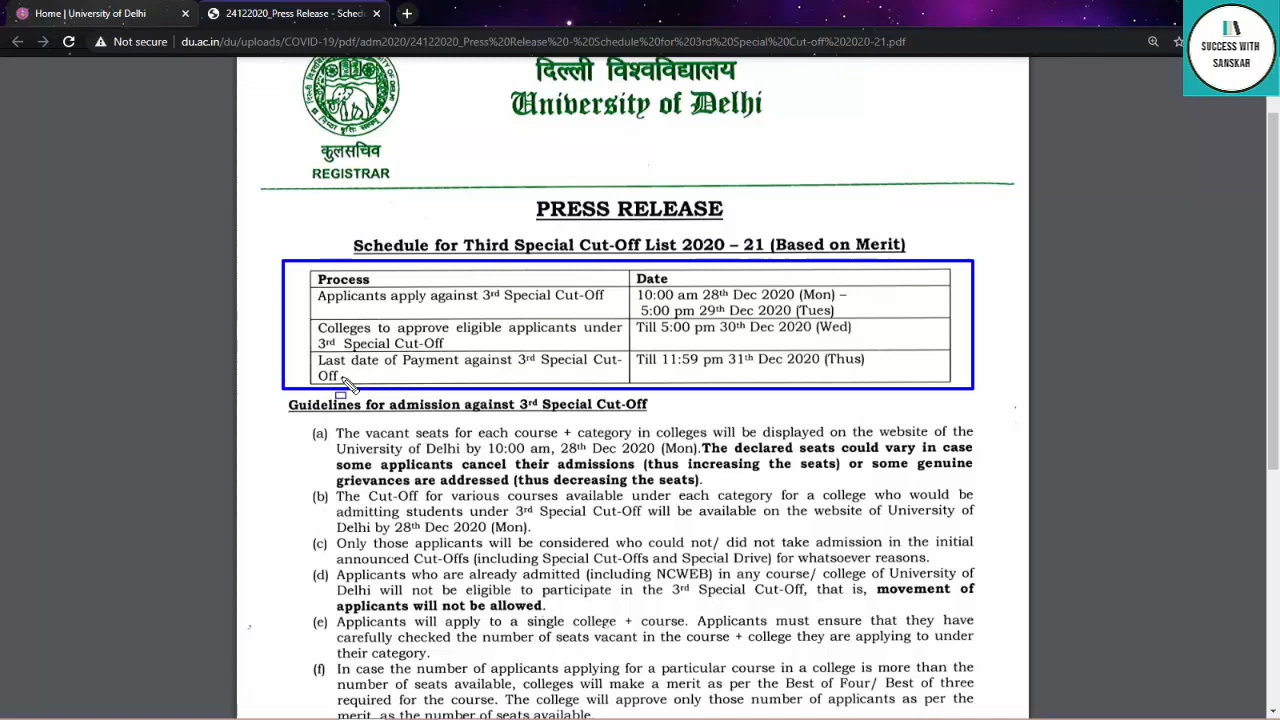 Home | University of Delhi
24122020_Press Release - Sched
Not secure
du.ac.in/du/uploads/COVID-19/pdf/adm2020/24122020_Press%20Release%20-%20Schedule%20for%203rd%20Special%20Cut-off%202020-21.pdf
SUCCESS WITH
SANSKAR
दिल्ली विश्वविद्यालय
University of Delhi
कुलसचिव
REGISTRAR
PRESS RELEASE
Schedule for Third Special Cut-Off List 2020 – 21 (Based on Merit)
Process Date
Applicants apply against 3rd Special Cut-Off 10:00 am 28th Dec 2020 (Mon) –
5:00 pm 29th Dec 2020 (Tues)
Colleges to approve eligible applicants under Till 5:00 pm 30th Dec 2020 (Wed)
3rd Special Cut-Off
Last date of Payment against 3rd Special Cut- Till 11:59 pm 31th Dec 2020 (Thus)
Off
Guidelines for admission against 3rd Special Cut-Off
(a) The vacant seats for each course + category in colleges will be displayed on the website of the
University of Delhi by 10:00 am, 28th Dec 2020 (Mon).The declared seats could vary in case
some applicants cancel their admissions (thus increasing the seats) or some genuine
grievances are addressed (thus decreasing the seats).
(b) The Cut-Off for various courses available under each category for a college who would be
admitting students under 3rd Special Cut-Off will be available on the website of University of
Delhi by 28th Dec 2020 (Mon).
(c) Only those applicants will be considered who could not/ did not take admission in the initial
announced Cut-Offs (including Special Cut-Offs and Special Drive) for whatsoever reasons.
(d) Applicants who are already admitted (including NCWEB) in any course/ college of University of
Delhi will not be eligible to participate in the 3rd Special Cut-Off, that is, movement of
applicants will not be allowed.
(e) Applicants will apply to a single college + course. Applicants must ensure that they have
carefully checked the number of seats vacant in the course + college they are applying to under
their category.
(f) In case the number of applicants applying for a particular course in a college is more than the
number of seats available, colleges will make a merit as per the Best of Four/ Best of three
required for the course. The college will approve only those number of applicants as per the
merit, as the number of seats available.